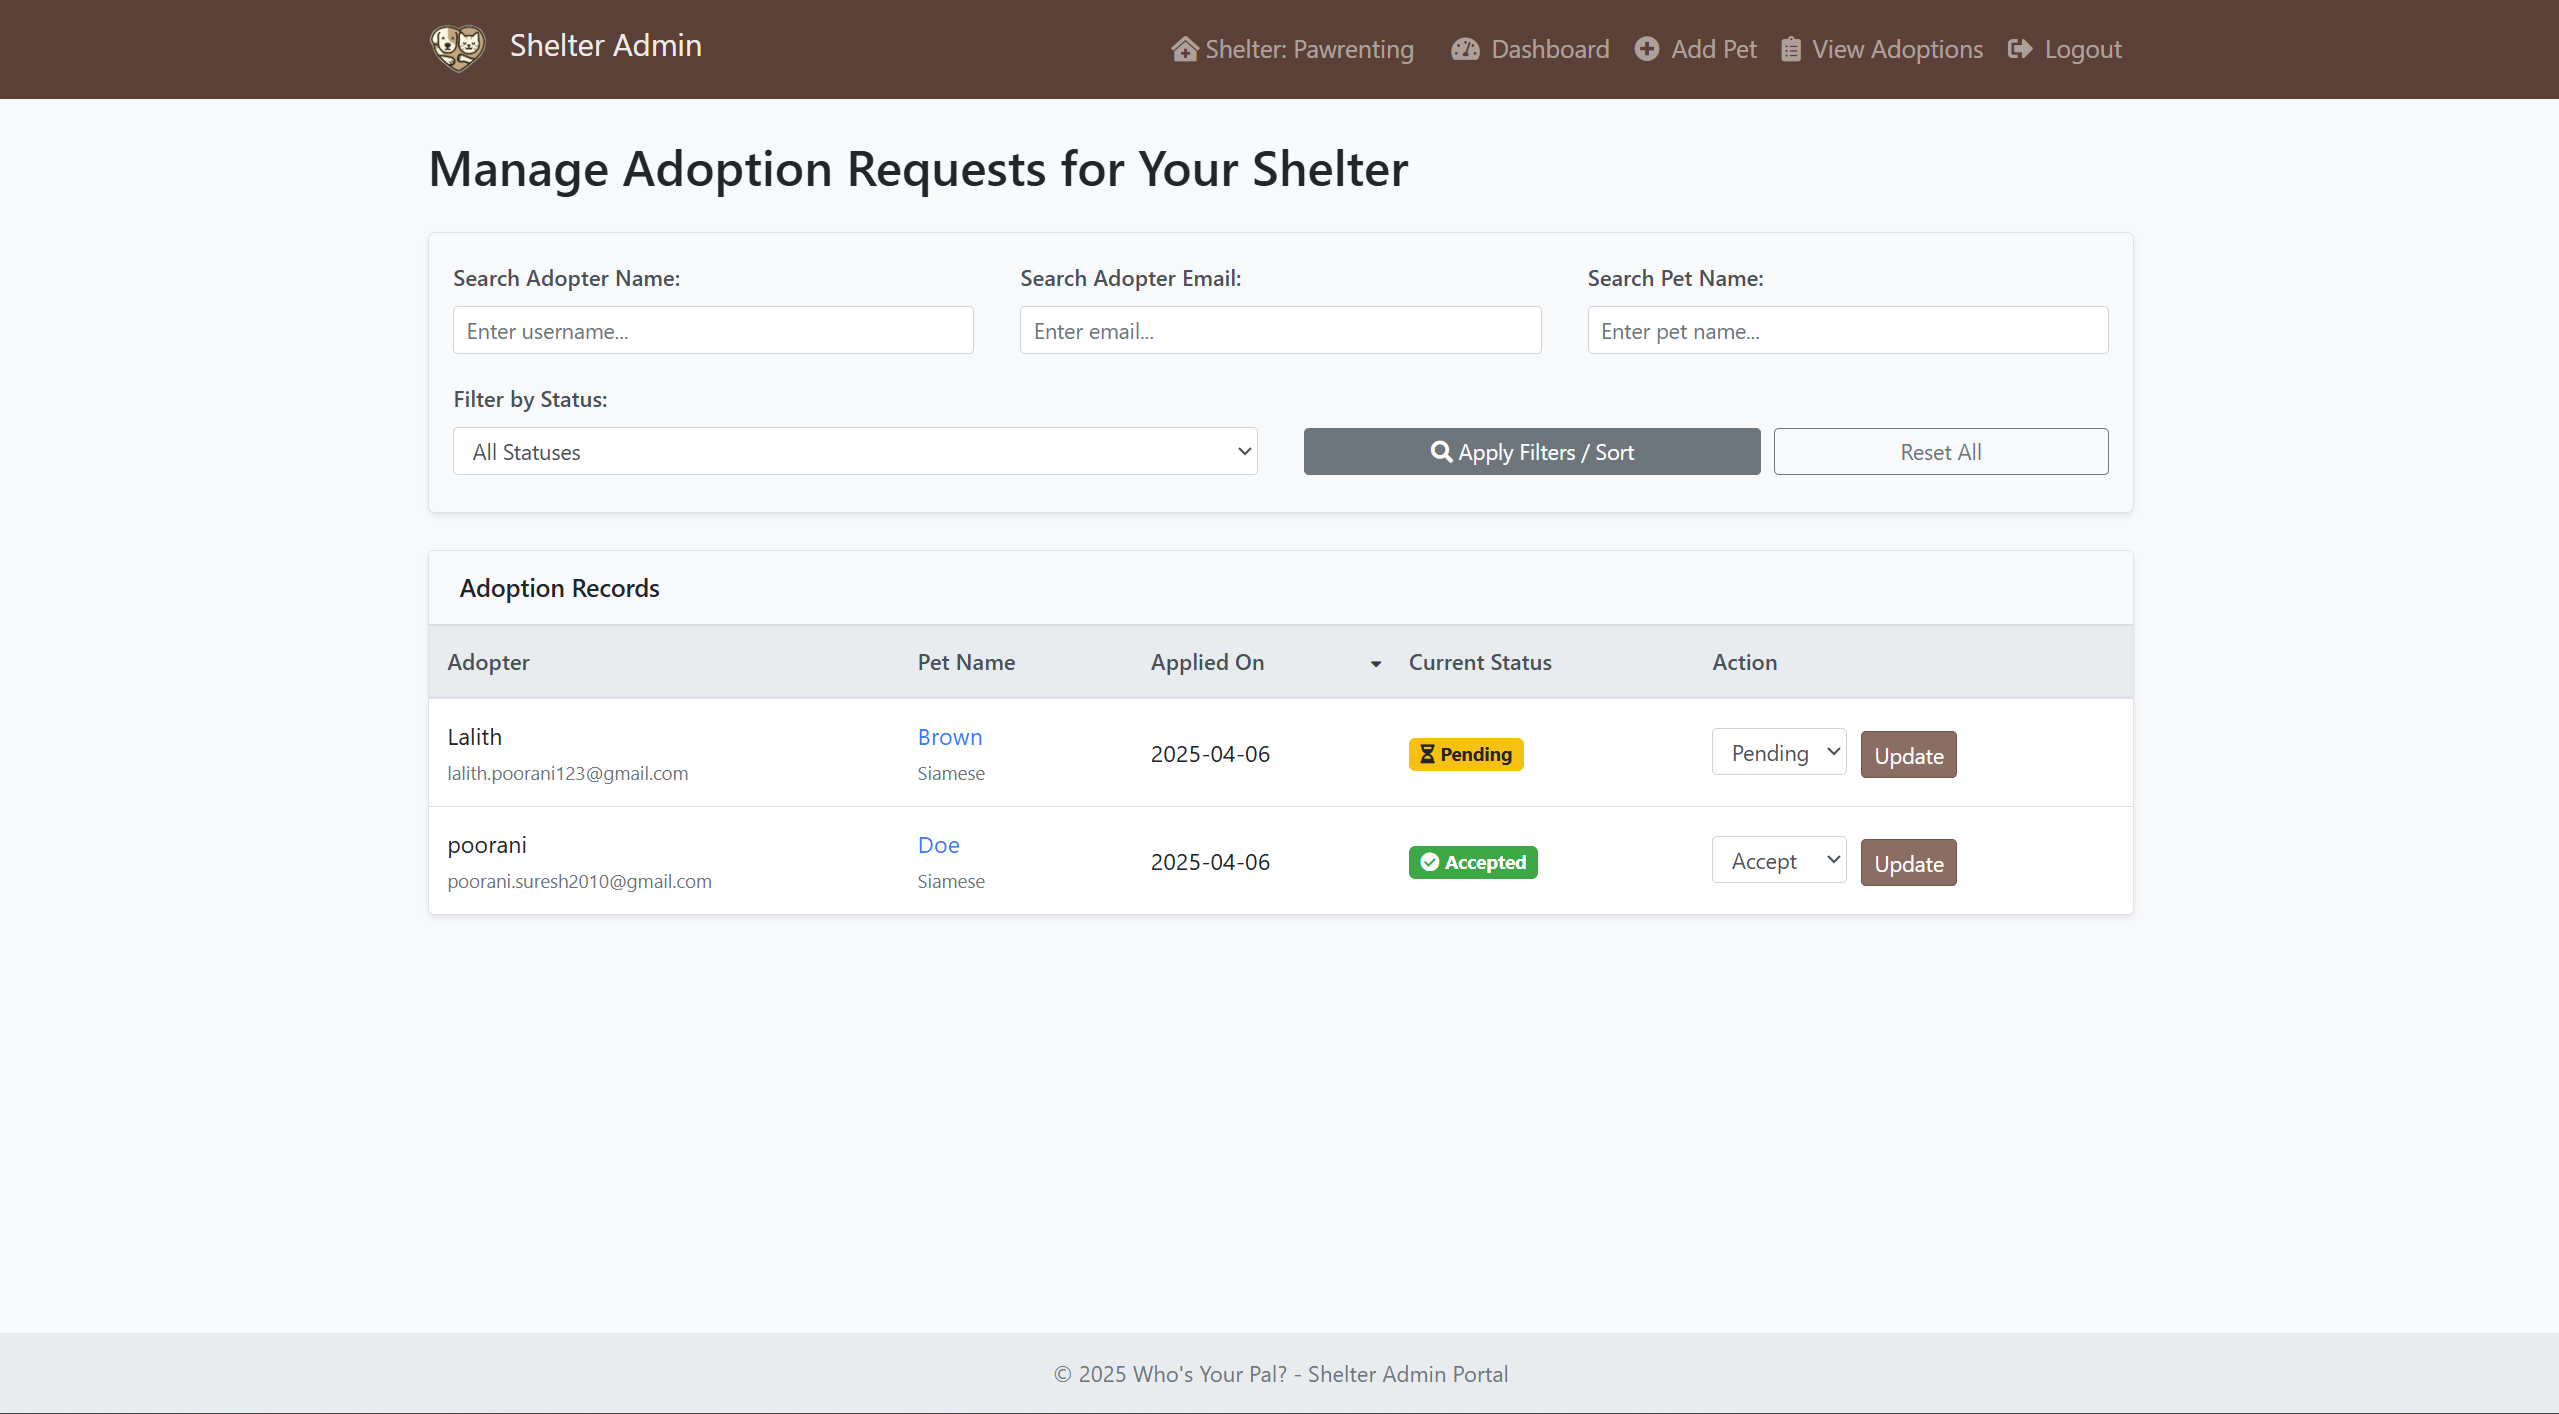 Shelter Admin
Shelter: Pawrenting Dashboard Add Pet View Adoptions Logout
Manage Adoption Requests for Your Shelter
Search Adopter Name: Search Adopter Email: Search Pet Name:
Enter username... Enter email... Enter pet name...
Filter by Status:
All Statuses Apply Filters / Sort Reset All
Adoption Records
Adopter Pet Name Applied On Current Status Action
Lalith Brown
lalith.poorani123@gmail.com Siamese 2025-04-06 Pending Pending Update
poorani Doe
poorani.suresh2010@gmail.com Siamese 2025-04-06 Accepted Accept Update
© 2025 Who's Your Pal? - Shelter Admin Portal